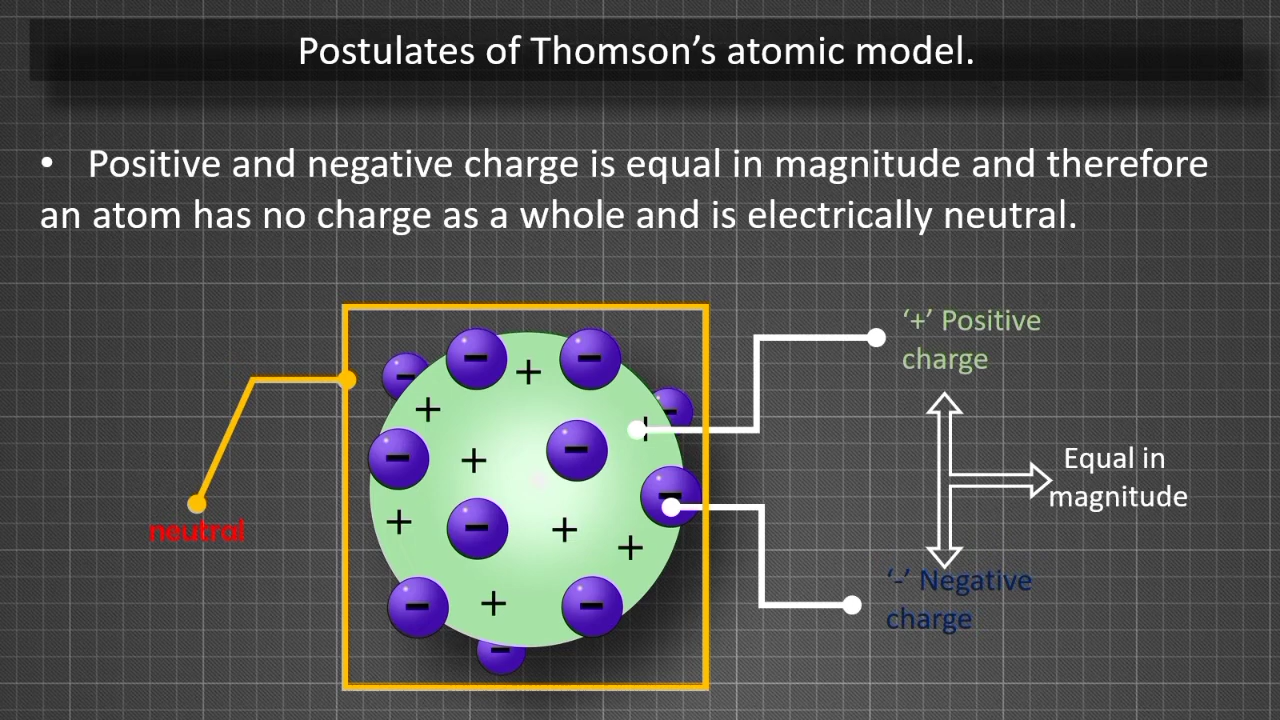 Postulates of Thomson’s atomic model.
• Positive and negative charge is equal in magnitude and therefore
an atom has no charge as a whole and is electrically neutral.
‘+’ Positive
charge
Equal in
magnitude
‘-’ Negative
charge
neutral
- - - -
+ + +
- - -
+ -
+ - + +
- + -
-